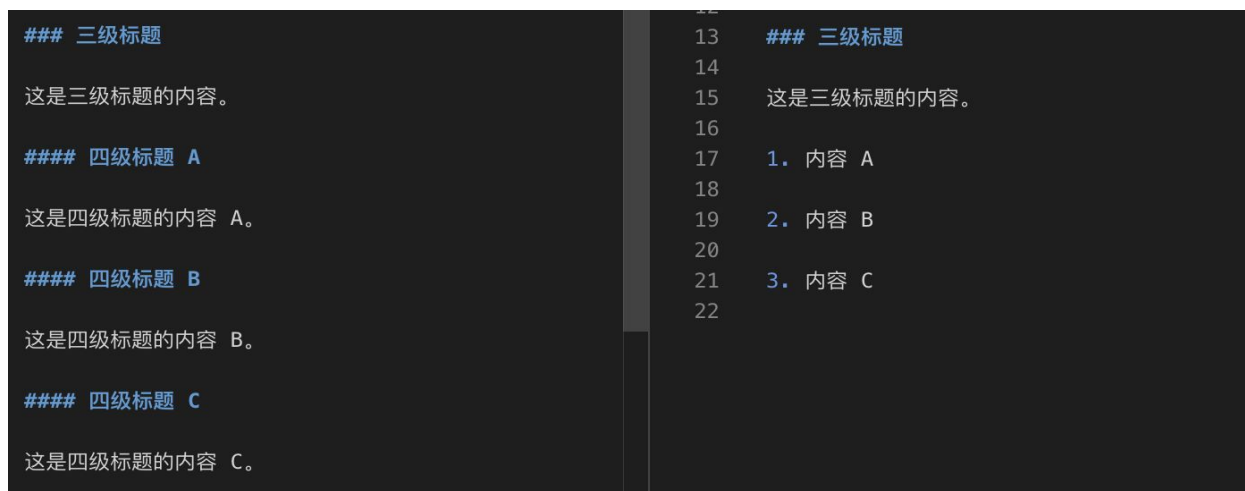 ### 三级标题
这是三级标题的内容。
#### 四级标题 A
这是四级标题的内容 A。
#### 四级标题 B
这是四级标题的内容 B。
#### 四级标题 C
这是四级标题的内容 C。
13 ### 三级标题
14
15 这是三级标题的内容。
16
17 1. 内容 A
18
19 2. 内容 B
20
21 3. 内容 C
22